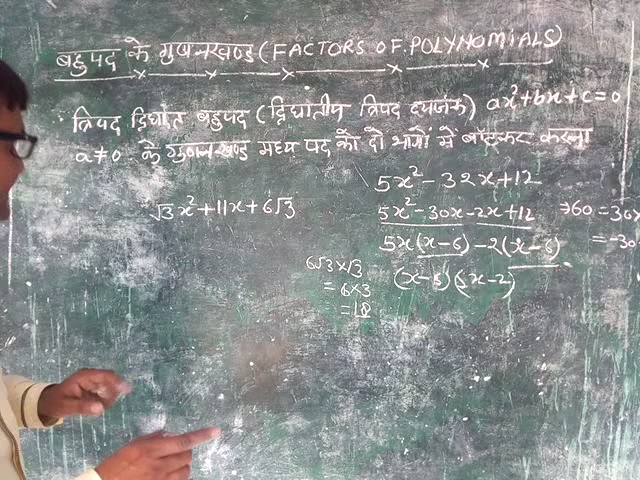 बहुपद के गुणनखण्ड (FACTORS OF POLYNOMIALS)
त्रिपद द्विघात बहुपद (द्विघातीय त्रिपद व्यंजक) ax²+bx+c=0
a≠0 के गुणनखण्ड मध्य पद को दो भागों में बाँटकर करना
5x²-32x+12
√3x²+11x+6√3
5x²-30x-2x+12 →60=30x
5x(x-6)-2(x-6) =-30
6√3×√3
(x-6)(5x-2)
=6×3
=18